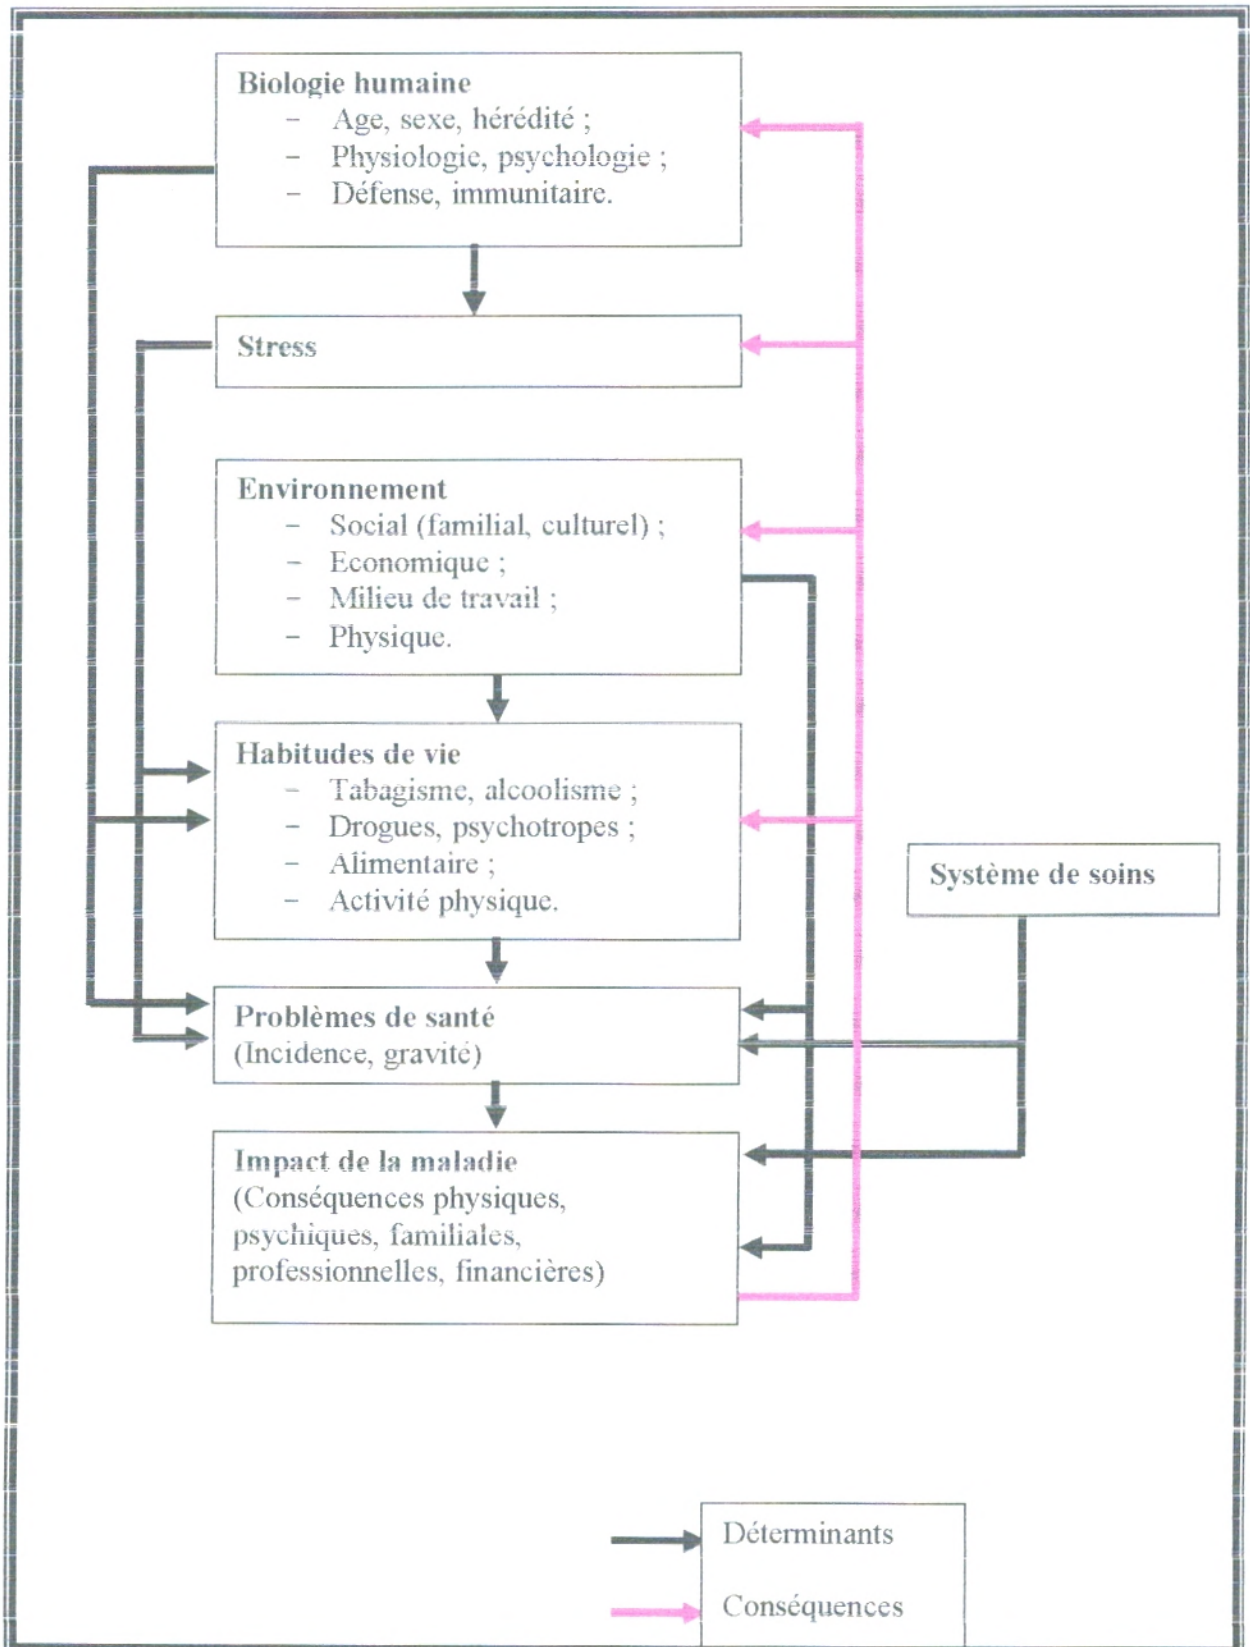 Biologie humaine
– Age, sexe, hérédité ;
– Physiologie, psychologie ;
– Défense, immunitaire.
Stress
Environnement
– Social (familial, culturel) ;
– Economique ;
– Milieu de travail ;
– Physique.
Habitudes de vie
– Tabagisme, alcoolisme ;
– Drogues, psychotropes ;
– Alimentaire ;
– Activité physique.
Système de soins
Problèmes de santé
(Incidence, gravité)
Impact de la maladie
(Conséquences physiques,
psychiques, familiales,
professionnelles, financières)
Déterminants
Conséquences